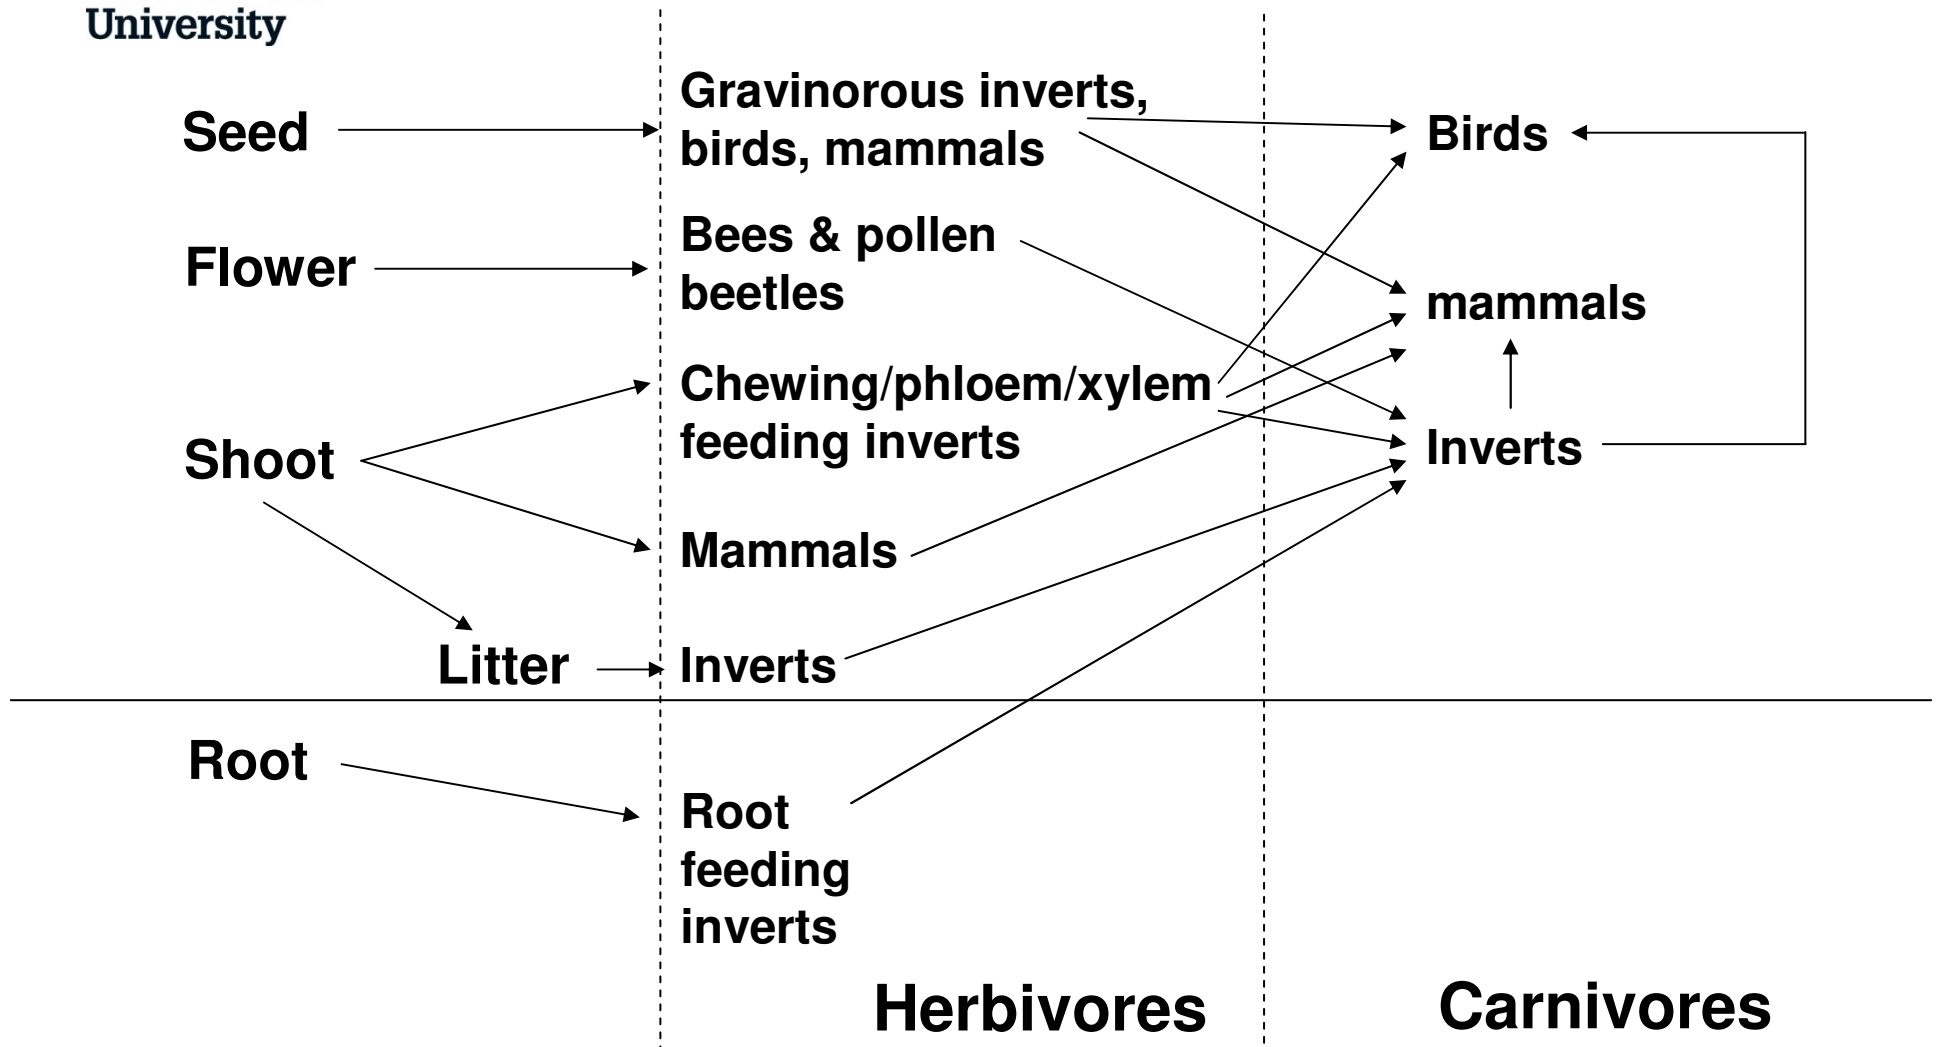 University
Seed
Gravinorous inverts,
birds, mammals
Birds
Flower
Bees & pollen
beetles
mammals
Shoot
Chewing/phloem/xylem
feeding inverts
Inverts
Mammals
Litter
Inverts
Root
Root
feeding
inverts
Herbivores
Carnivores